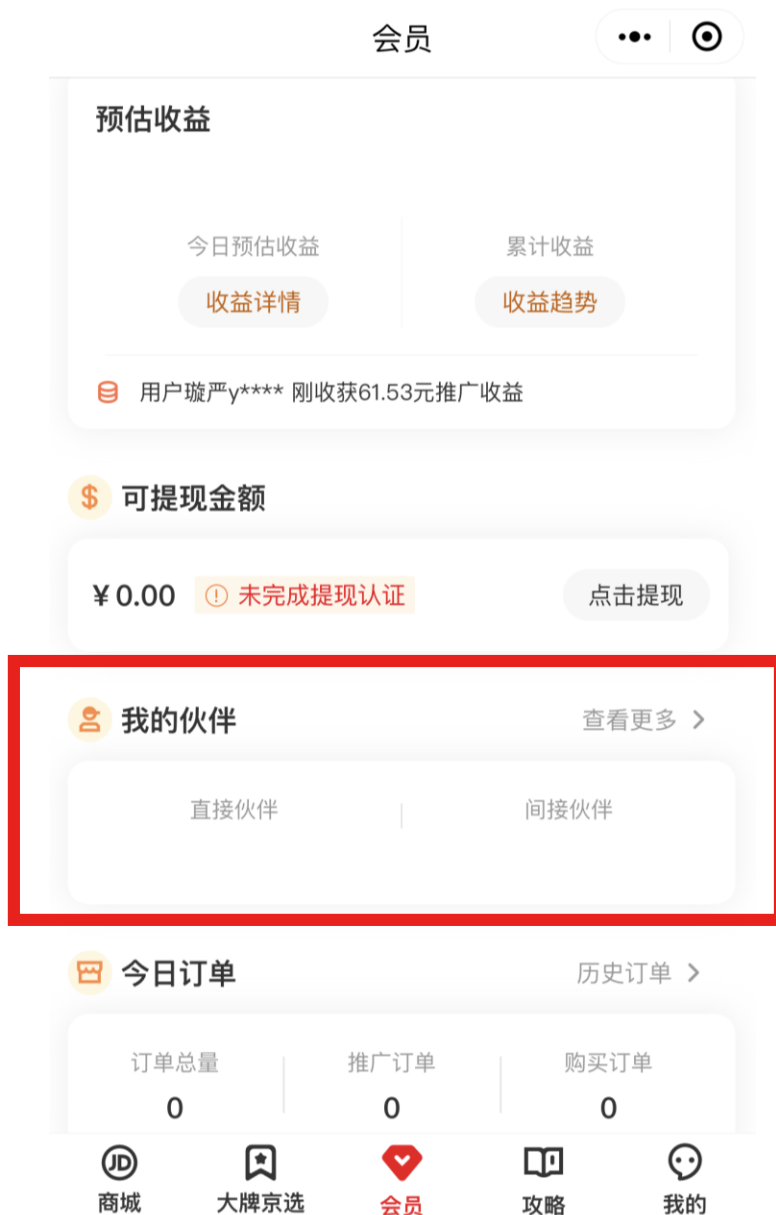 会员
预估收益
今日预估收益 累计收益
收益详情 收益趋势
用户璇严y**** 刚收获61.53元推广收益
$ 可提现金额
¥0.00 未完成提现认证 点击提现
我的伙伴 查看更多
直接伙伴 间接伙伴
今日订单 历史订单
订单总量 推广订单 购买订单
0 0 0
JD
商城 大牌京选 会员 攻略 我的